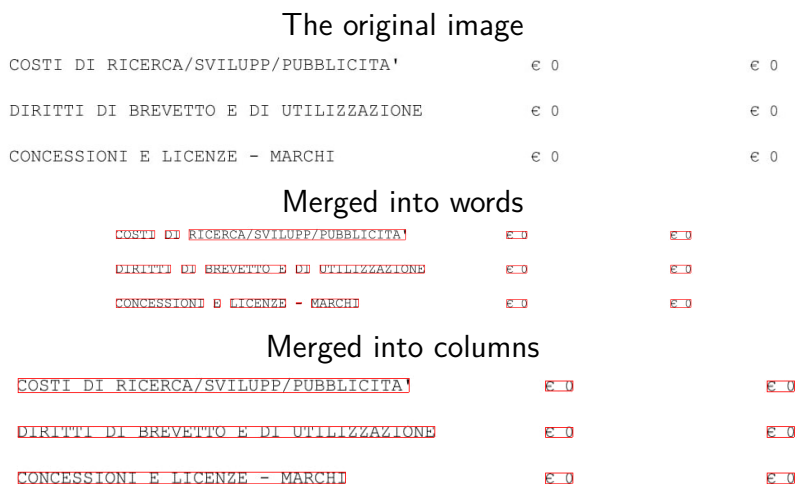 The original image
COSTI DI RICERCA/SVILUPP/PUBBLICITA' € 0 € 0
DIRITTI DI BREVETTO E DI UTILIZZAZIONE € 0 € 0
CONCESSIONI E LICENZE - MARCHI € 0 € 0
Merged into words
COSTI DI RICERCA/SVILUPP/PUBBLICITA' € 0 € 0
DIRITTI DI BREVETTO E DI UTILIZZAZIONE € 0 € 0
CONCESSIONI E LICENZE - MARCHI € 0 € 0
Merged into columns
COSTI DI RICERCA/SVILUPP/PUBBLICITA' € 0 € 0
DIRITTI DI BREVETTO E DI UTILIZZAZIONE € 0 € 0
CONCESSIONI E LICENZE - MARCHI € 0 € 0